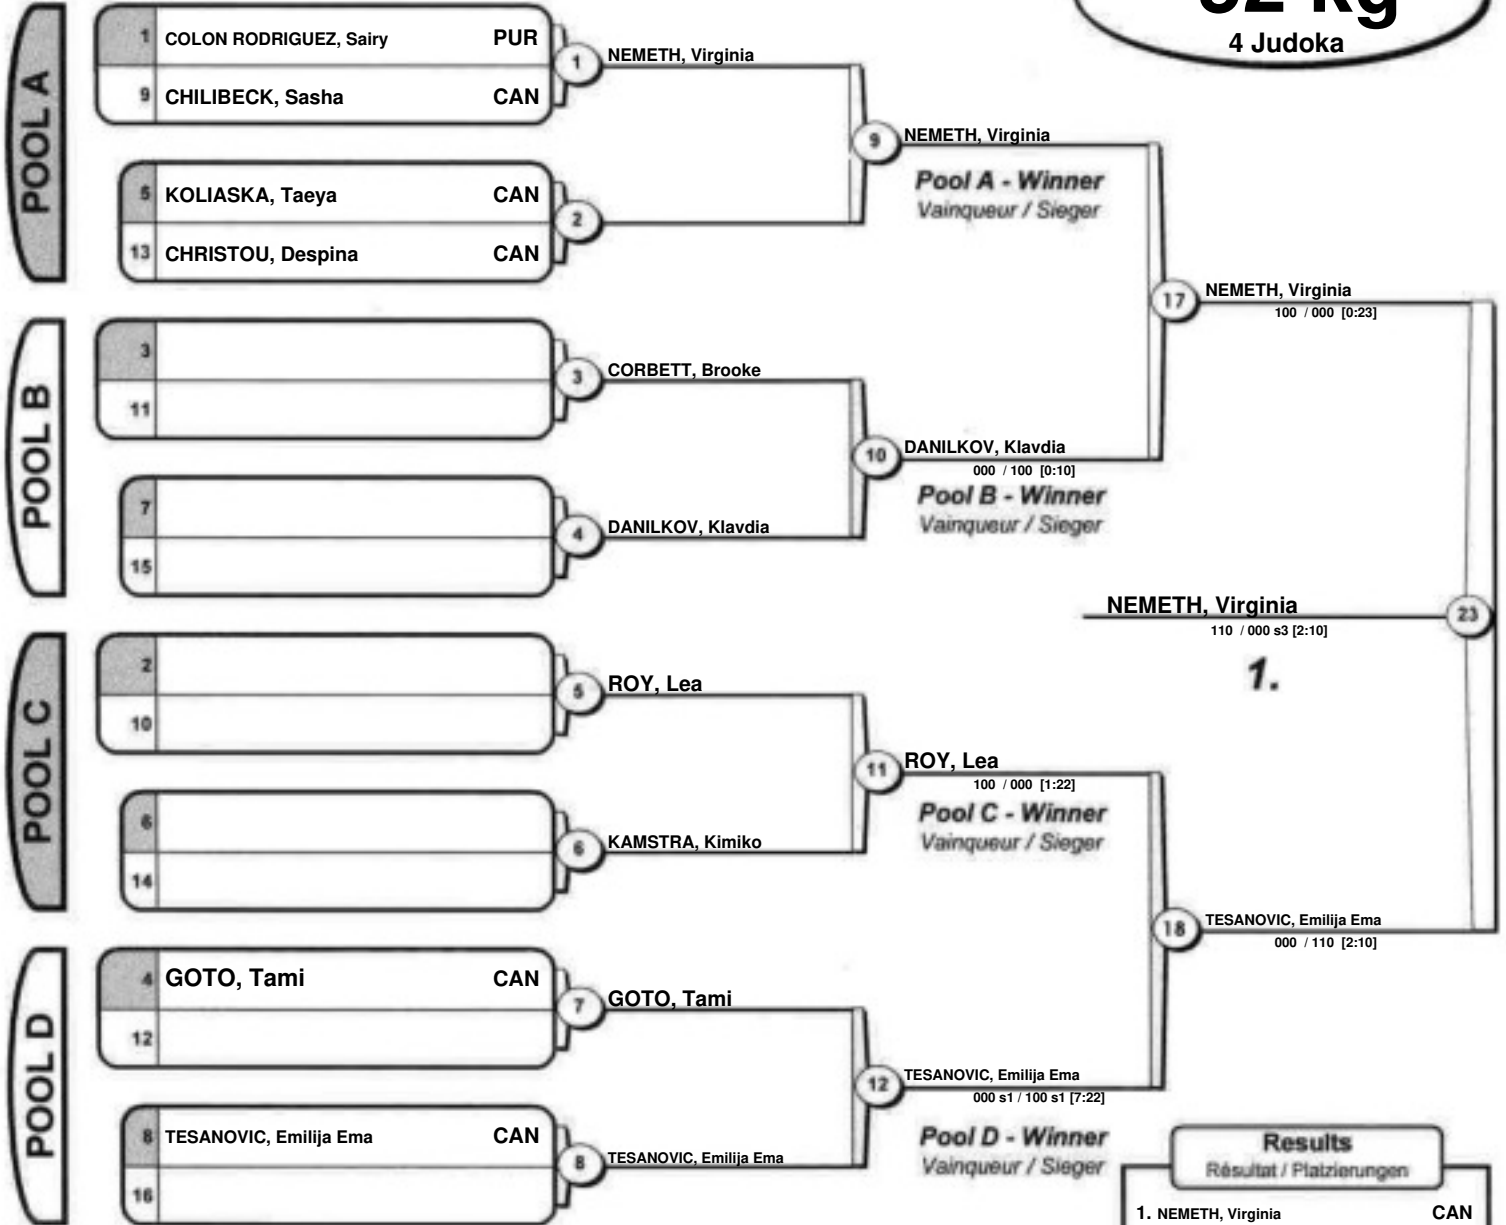 32 kg
4 Judoka
POOL A
1 COLON RODRIGUEZ, Sairy PUR
9 CHILIBECK, Sasha CAN
1 NEMETH, Virginia
5 KOLIASKA, Taeya CAN
13 CHRISTOU, Despina CAN
2
9 NEMETH, Virginia
Pool A - Winner
Vainqueur / Sieger
17 NEMETH, Virginia
100 / 000 [0:23]
POOL B
3
11
3 CORBETT, Brooke
7
15
4 DANILKOV, Klavdia
10 DANILKOV, Klavdia
000 / 100 [0:10]
Pool B - Winner
Vainqueur / Sieger
NEMETH, Virginia 23
110 / 000 s3 [2:10]
1.
POOL C
2
10
5 ROY, Lea
6
14
6 KAMSTRA, Kimiko
11 ROY, Lea
100 / 000 [1:22]
Pool C - Winner
Vainqueur / Sieger
18 TESANOVIC, Emilija Ema
000 / 110 [2:10]
POOL D
4 GOTO, Tami CAN
12
7 GOTO, Tami
8 TESANOVIC, Emilija Ema CAN
16
8 TESANOVIC, Emilija Ema
12 TESANOVIC, Emilija Ema
000 s1 / 100 s1 [7:22]
Pool D - Winner
Vainqueur / Sieger
Results
Résultat / Platzierungen
1. NEMETH, Virginia CAN